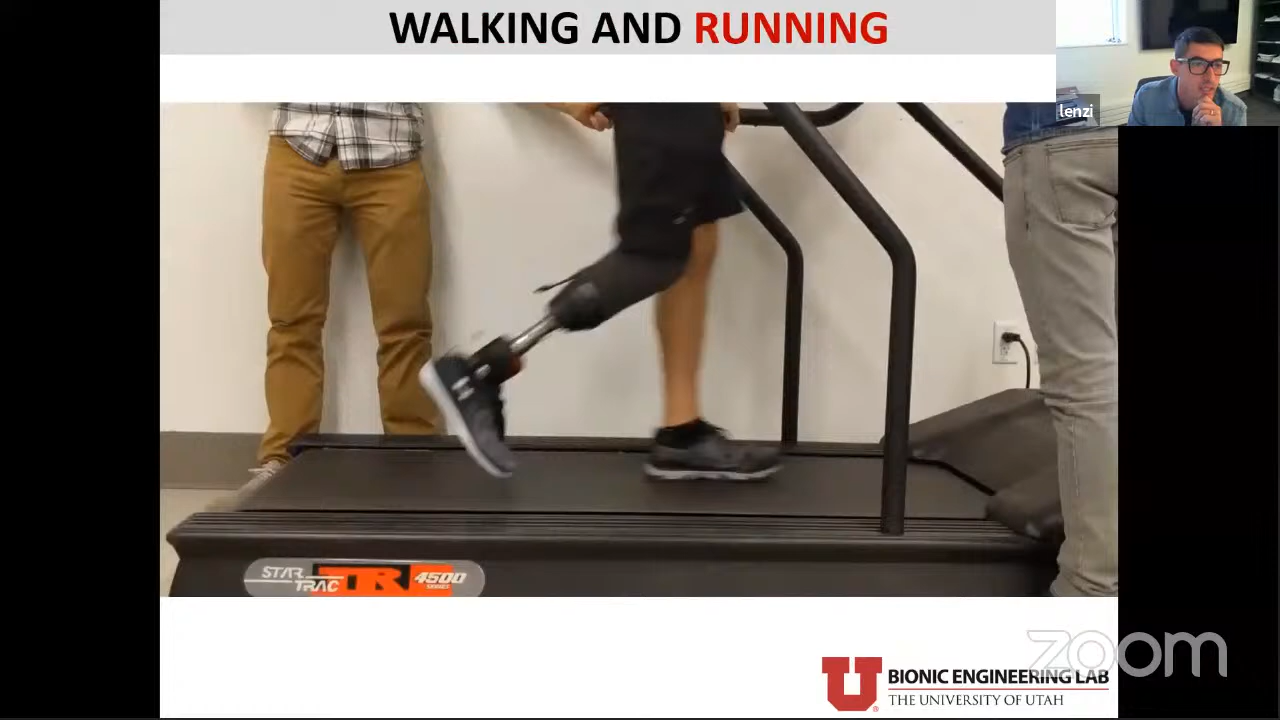 WALKING AND RUNNING
lenzi
STAR
TRAC
TR
4500
SERIES
zoom
U
BIONIC ENGINEERING LAB
THE UNIVERSITY OF UTAH